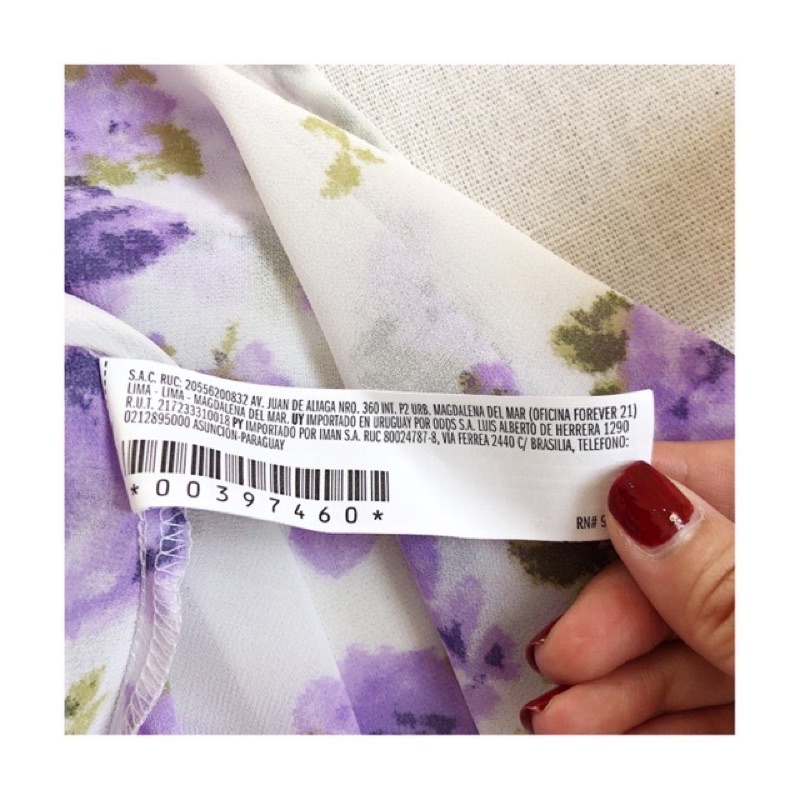 S.A.C. RUC: 20556200832 AV. JUAN DE ALIAGA NRO. 360 INT. P2 URB. MAGDALENA DEL MAR (OFICINA FOREVER 21)
LIMA - LIMA - MAGDALENA DEL MAR. UY IMPORTADO EN URUGUAY POR ODDS S.A. LUIS ALBERTO DE HERRERA 1290
R.U.T. 217233310018 PY IMPORTADO POR IMAN S.A. RUC 80024787-8, VÍA FERREA 2440 C/ BRASILIA, TELEFONO:
0212895000 ASUNCIÓN-PARAGUAY
*00397460*
RN#